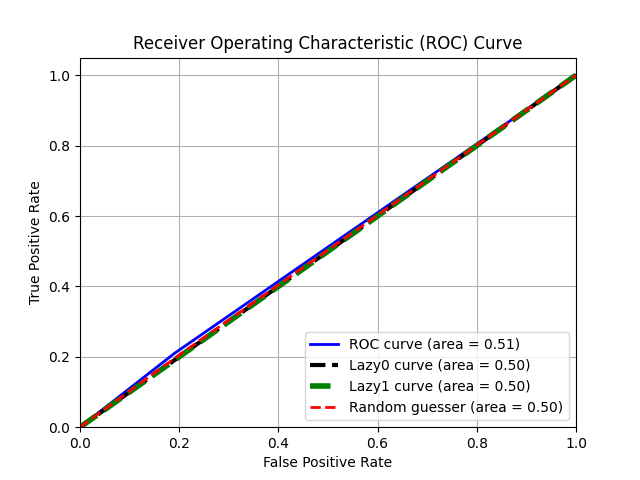 Receiver Operating Characteristic (ROC) Curve
1.0
0.8
0.6
0.4
0.2
0.0
True Positive Rate
ROC curve (area = 0.51)
Lazy0 curve (area = 0.50)
Lazy1 curve (area = 0.50)
Random guesser (area = 0.50)
0.0 0.2 0.4 0.6 0.8 1.0
False Positive Rate